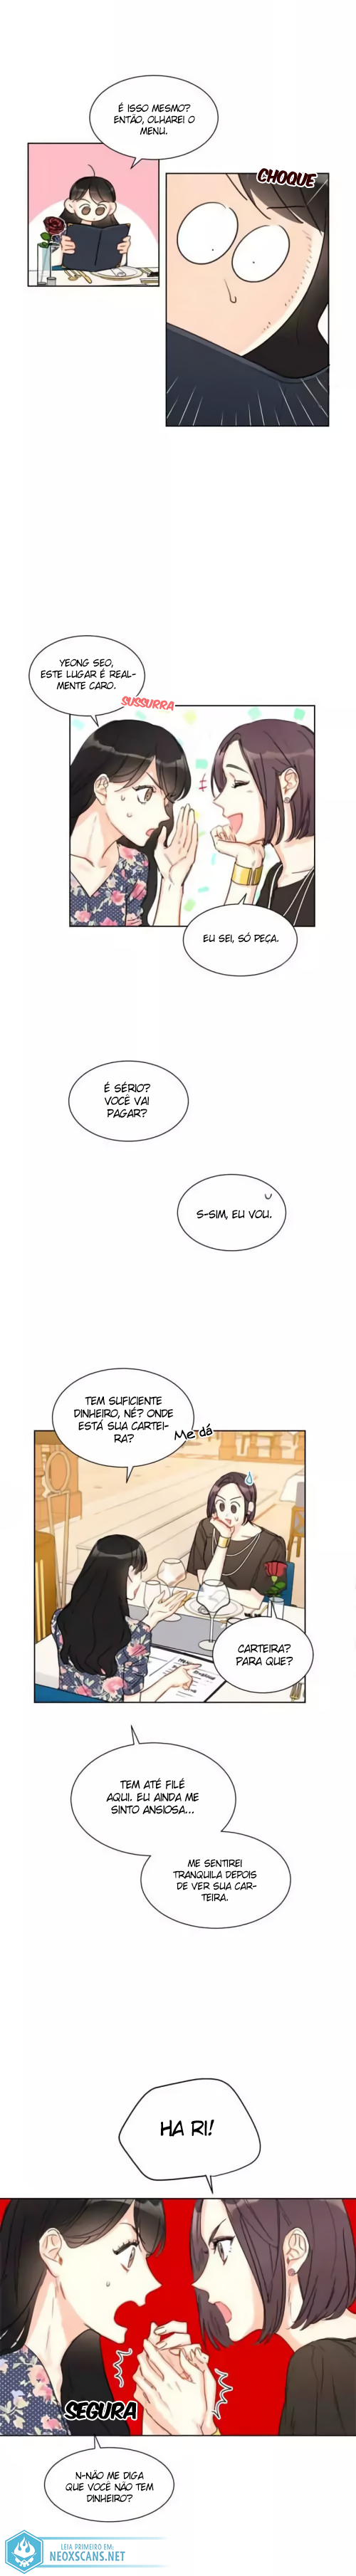 É ISSO MESMO?
ENTÃO, OLHAREI O
MENU.
CHOQUE
YEONG SEO,
ESTE LUGAR É REAL-
MENTE CARO.
SUSSURRA
EU SEI, SÓ PEÇA.
É SÉRIO?
VOCÊ VAI
PAGAR?
S-SIM, EU VOU.
TEM SUFICIENTE
DINHEIRO, NÉ? ONDE
ESTÁ SUA CARTEI-
RA?
Me dá
CARTEIRA?
PARA QUE?
TEM ATÉ FILÉ
AQUI. EU AINDA ME
SINTO ANSIOSA...
ME SENTIREI
TRANQUILA DEPOIS
DE VER SUA CAR-
TEIRA.
HA RI!
SEGURA
N-NÃO ME DIGA
QUE VOCÊ NÃO TEM
DINHEIRO?
LEIA PRIMEIRO EM:
NEOXSCANS.NET